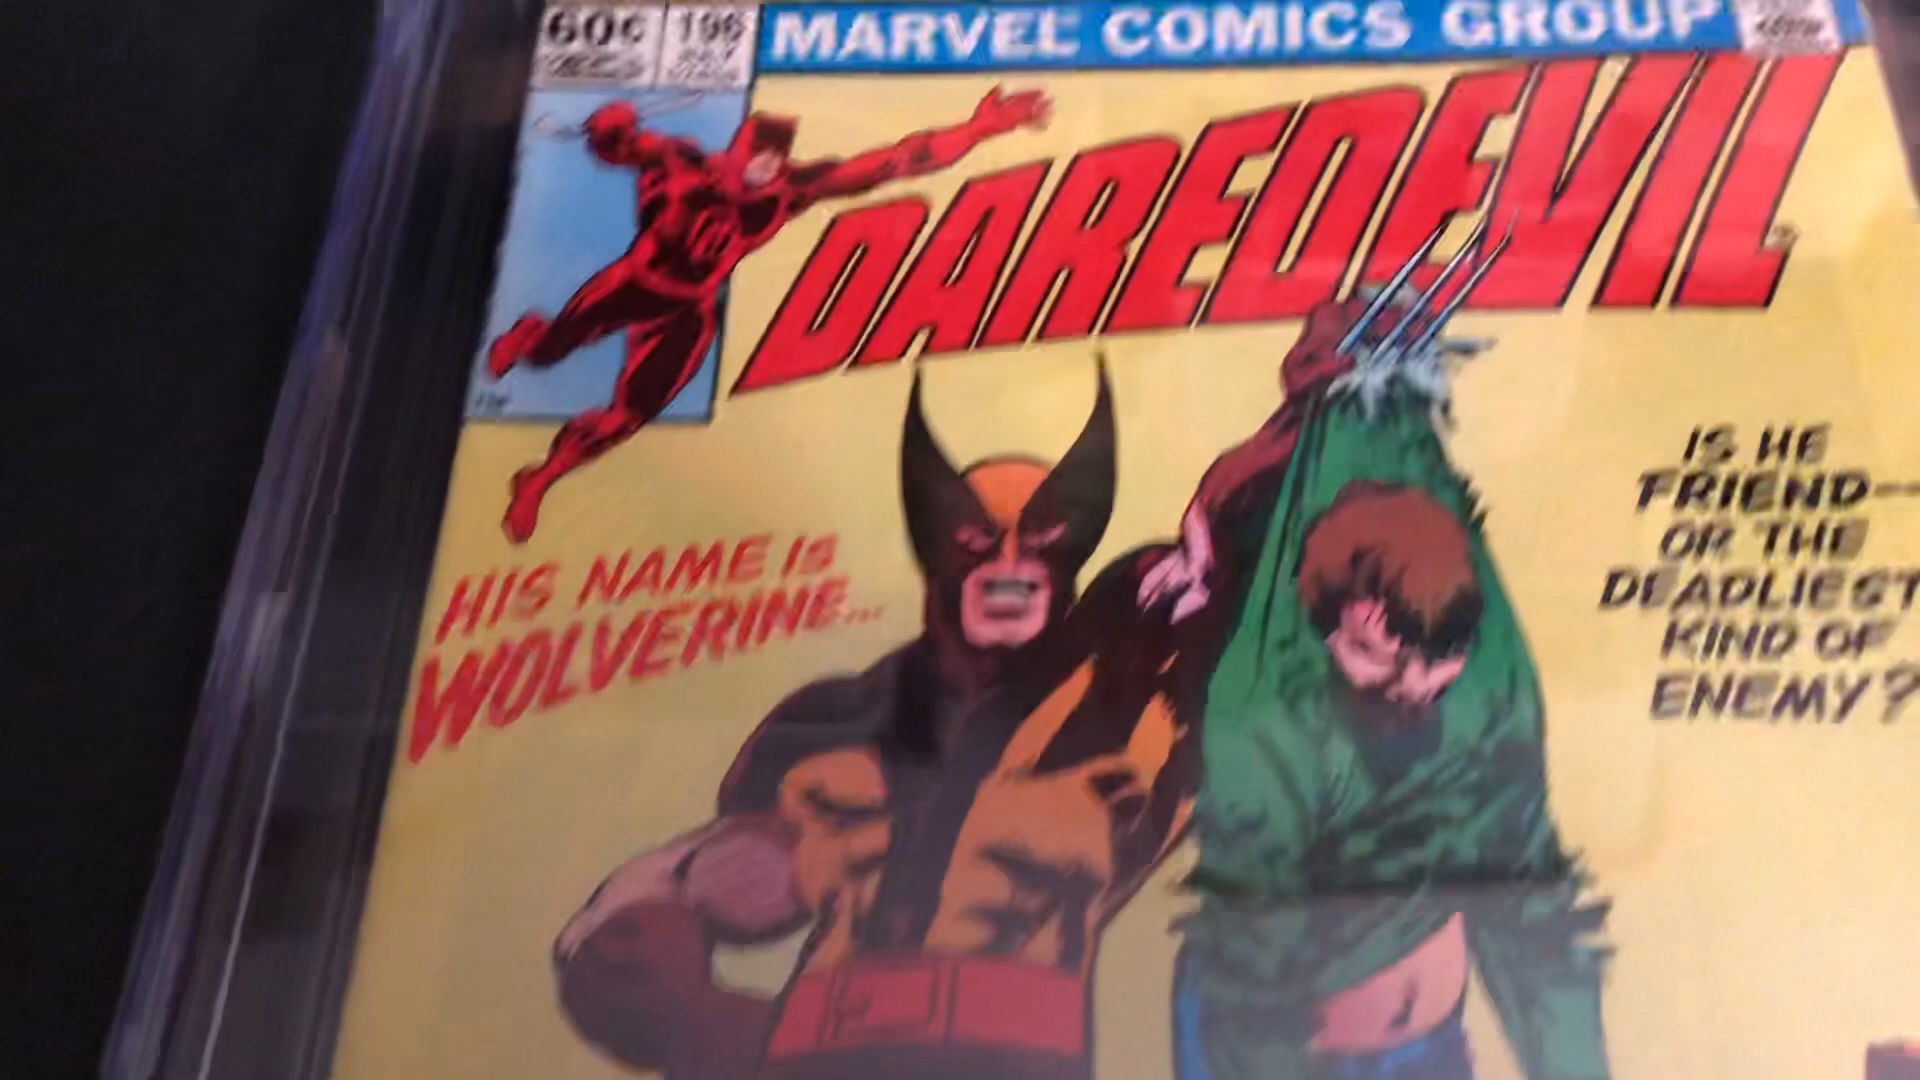 60¢
196
JULY
MARVEL COMICS GROUP
DAREDEVIL
HIS NAME IS
WOLVERINE...
IS HE
FRIEND--
OR THE
DEADLIEST
KIND OF
ENEMY?